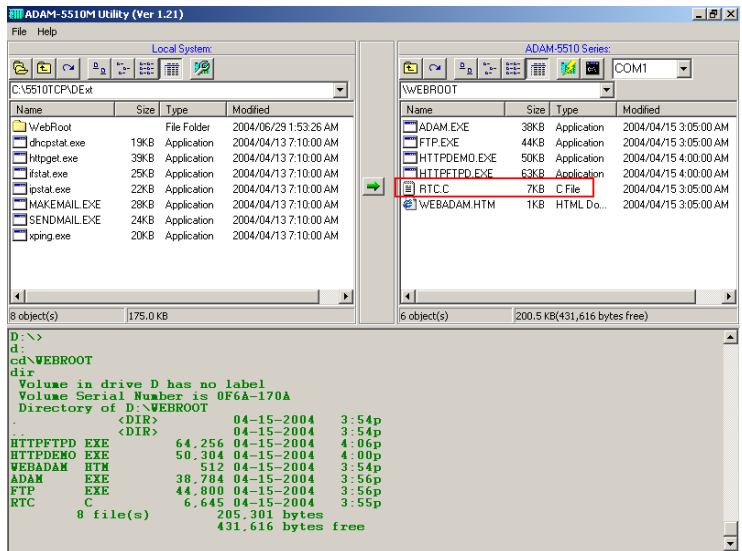 ADAM-5510M Utility (Ver 1.21)
File Help
Local System:
C:\5510TCP\DExt
Name Size Type Modified
WebRoot File Folder 2004/06/29 1:53:26 AM
dhcpstat.exe 19KB Application 2004/04/13 7:10:00 AM
httpget.exe 39KB Application 2004/04/13 7:10:00 AM
ifstat.exe 25KB Application 2004/04/13 7:10:00 AM
ipstat.exe 22KB Application 2004/04/13 7:10:00 AM
MAKEMAIL.EXE 28KB Application 2004/04/13 7:10:00 AM
SENDMAIL.EXE 24KB Application 2004/04/13 7:10:00 AM
xping.exe 20KB Application 2004/04/13 7:10:00 AM
8 object(s) 175.0 KB
ADAM-5510 Series:
COM1
\WEBROOT
Name Size Type Modified
ADAM.EXE 38KB Application 2004/04/15 3:05:00 AM
FTP.EXE 44KB Application 2004/04/15 3:05:00 AM
HTTPDEMO.EXE 50KB Application 2004/04/15 4:00:00 AM
HTTPFTPD.EXE 63KB Application 2004/04/15 4:00:00 AM
RTC.C 7KB C File 2004/04/15 3:05:00 AM
WEBADAM.HTM 1KB HTML Do... 2004/04/15 3:05:00 AM
6 object(s) 200.5 KB(431,616 bytes free)
D:\>
d:
cd\WEBROOT
dir
Volume in drive D has no label
Volume Serial Number is 0F6A-170A
Directory of D:\WEBROOT
. <DIR> 04-15-2004 3:54p
.. <DIR> 04-15-2004 3:54p
HTTPFTPD EXE 64,256 04-15-2004 4:06p
HTTPDEMO EXE 50,304 04-15-2004 4:00p
WEBADAM HTM 512 04-15-2004 3:54p
ADAM EXE 38,784 04-15-2004 3:56p
FTP EXE 44,800 04-15-2004 3:56p
RTC C 6,645 04-15-2004 3:55p
8 file(s) 205,301 bytes
431,616 bytes free